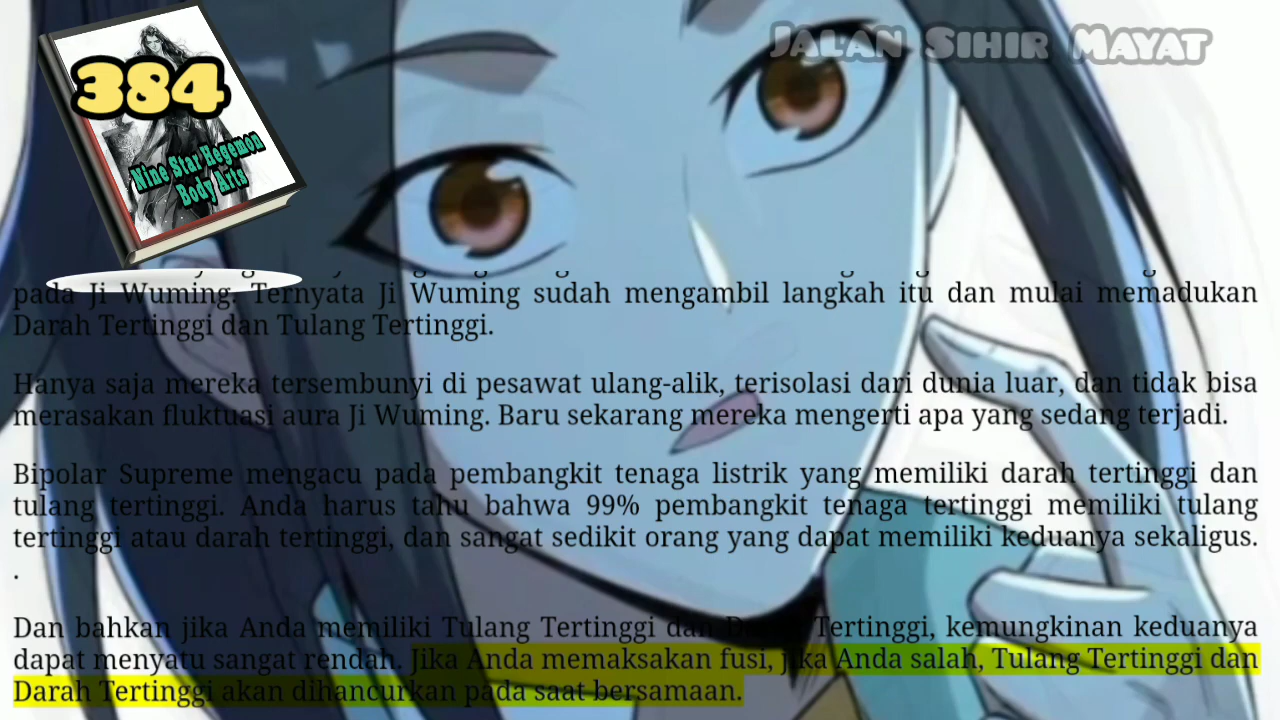 Jalan Sihir Mayat
384
Nine Star Hegemon
Body Arts
pada Ji Wuming. Ternyata Ji Wuming sudah mengambil langkah itu dan mulai memadukan
Darah Tertinggi dan Tulang Tertinggi.
Hanya saja mereka tersembunyi di pesawat ulang-alik, terisolasi dari dunia luar, dan tidak bisa
merasakan fluktuasi aura Ji Wuming. Baru sekarang mereka mengerti apa yang sedang terjadi.
Bipolar Supreme mengacu pada pembangkit tenaga listrik yang memiliki darah tertinggi dan
tulang tertinggi. Anda harus tahu bahwa 99% pembangkit tenaga tertinggi memiliki tulang
tertinggi atau darah tertinggi, dan sangat sedikit orang yang dapat memiliki keduanya sekaligus.
.
Dan bahkan jika Anda memiliki Tulang Tertinggi dan Darah Tertinggi, kemungkinan keduanya
dapat menyatu sangat rendah. Jika Anda memaksakan fusi, jika Anda salah, Tulang Tertinggi dan
Darah Tertinggi akan dihancurkan pada saat bersamaan.